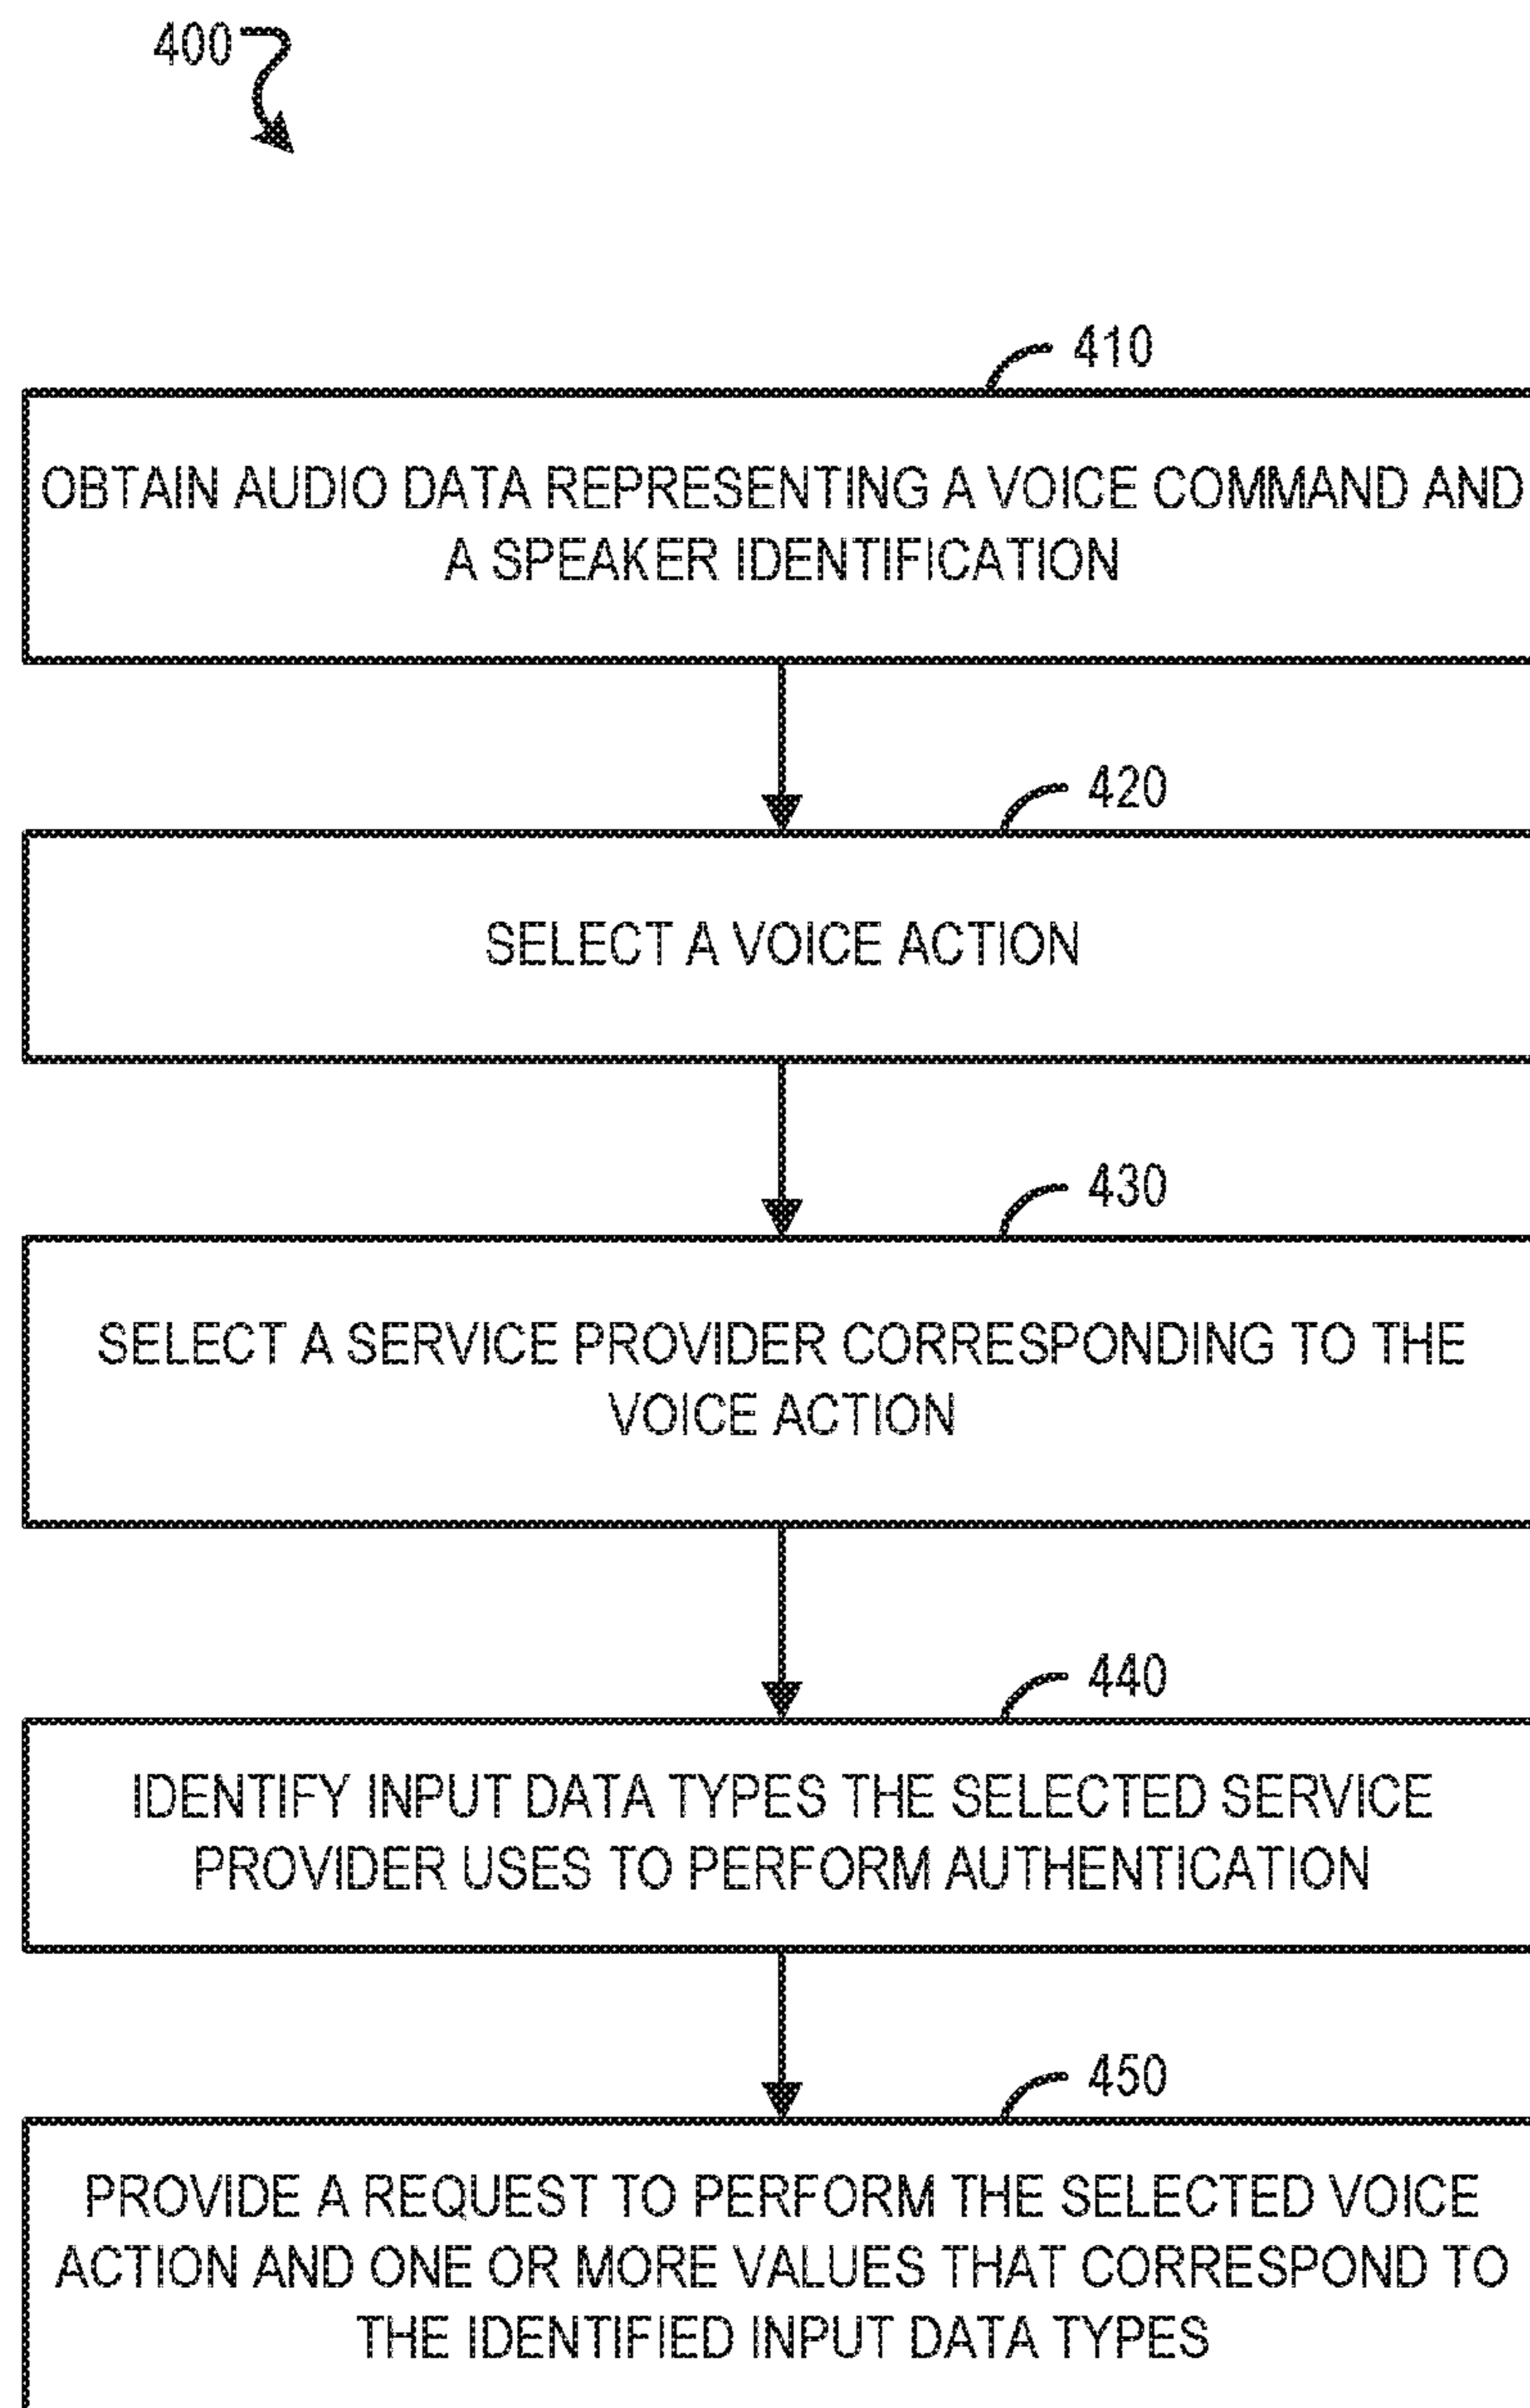 400
410
OBTAIN AUDIO DATA REPRESENTING A VOICE COMMAND AND
A SPEAKER IDENTIFICATION
420
SELECT A VOICE ACTION
430
SELECT A SERVICE PROVIDER CORRESPONDING TO THE
VOICE ACTION
440
IDENTIFY INPUT DATA TYPES THE SELECTED SERVICE
PROVIDER USES TO PERFORM AUTHENTICATION
450
PROVIDE A REQUEST TO PERFORM THE SELECTED VOICE
ACTION AND ONE OR MORE VALUES THAT CORRESPOND TO
THE IDENTIFIED INPUT DATA TYPES